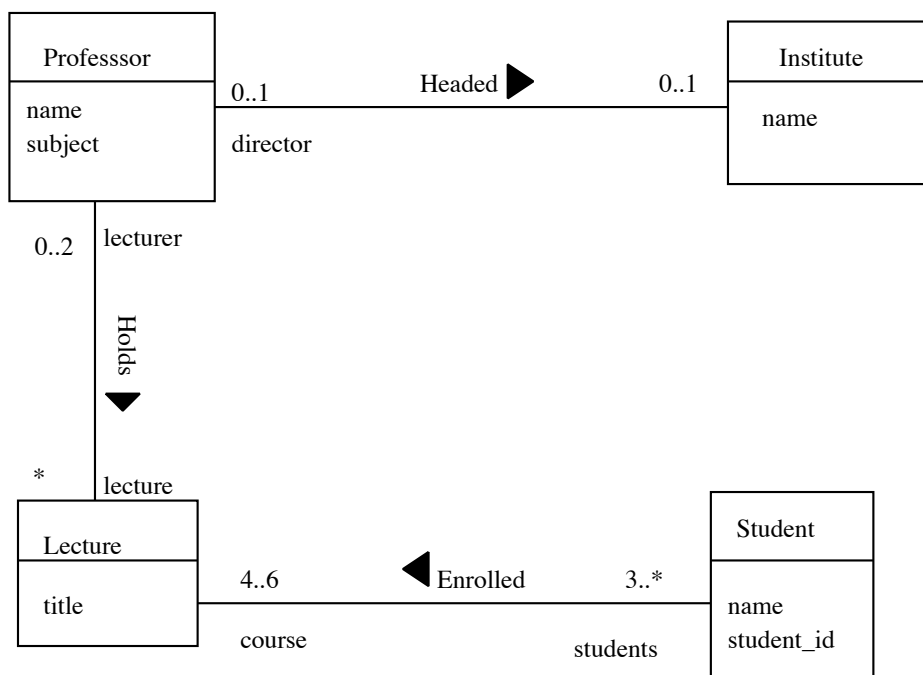 Professsor
name
subject
0..1
director
Headed
0..1
Institute
name
0..2
lecturer
Holds
*
lecture
Lecture
title
4..6
course
Enrolled
3..*
students
Student
name
student_id